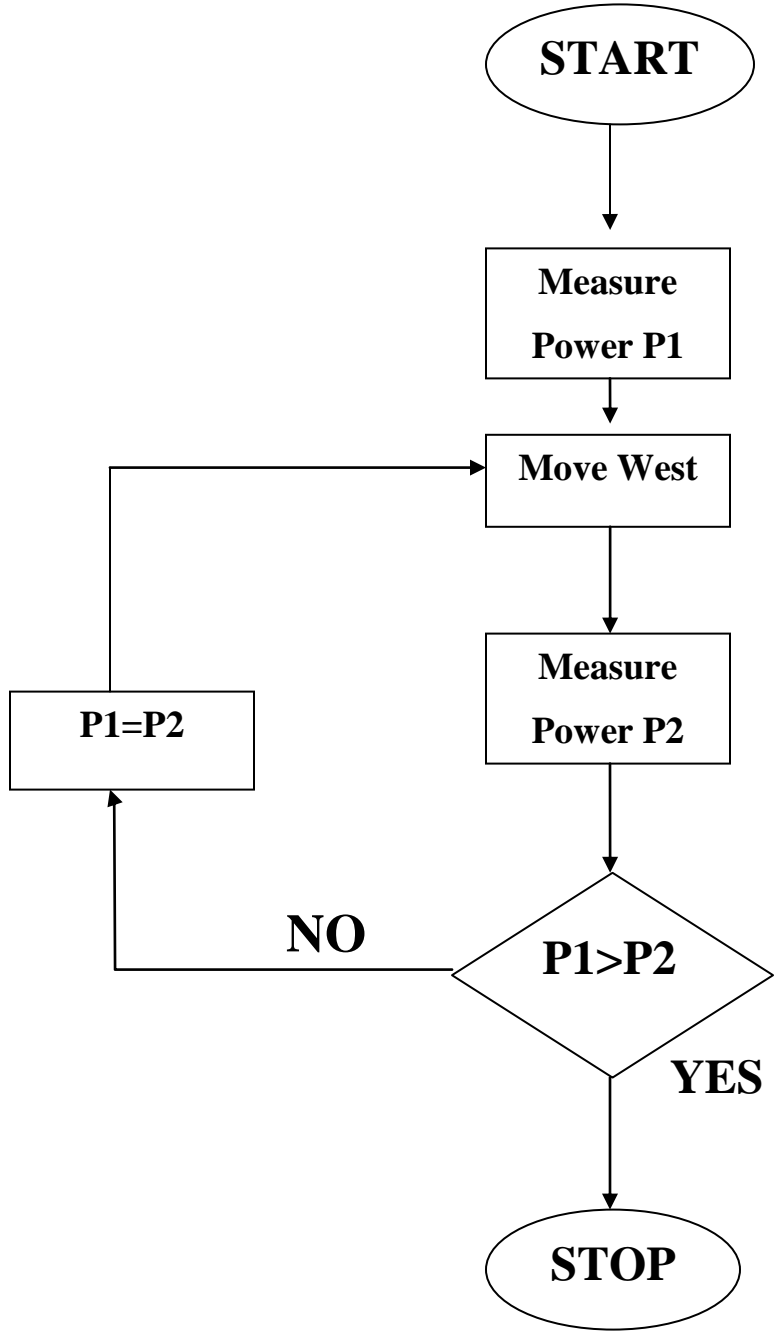 START
Measure
Power P1
Move West
Measure
Power P2
P1=P2
NO
P1>P2
YES
STOP